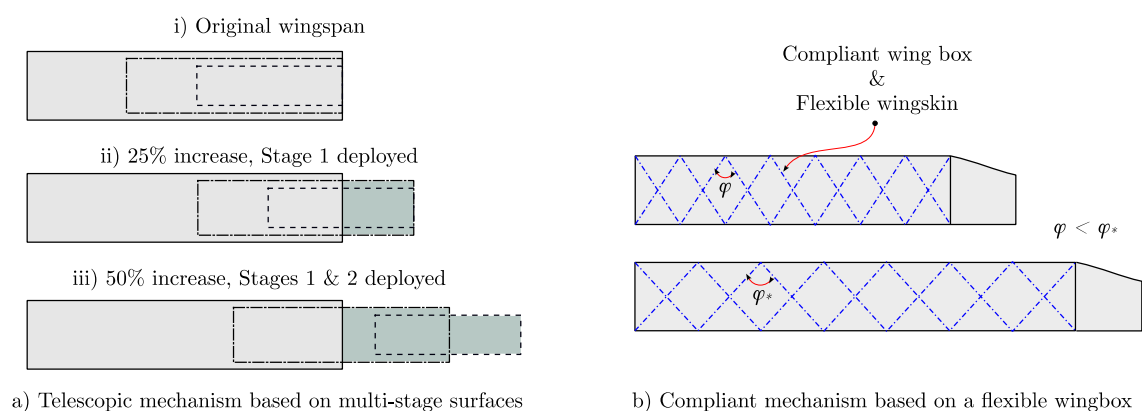 i) Original wingspan
ii) 25% increase, Stage 1 deployed
iii) 50% increase, Stages 1 & 2 deployed
a) Telescopic mechanism based on multi-stage surfaces
Compliant wing box
&
Flexible wingskin
φ
φ < φ*
φ*
b) Compliant mechanism based on a flexible wingbox